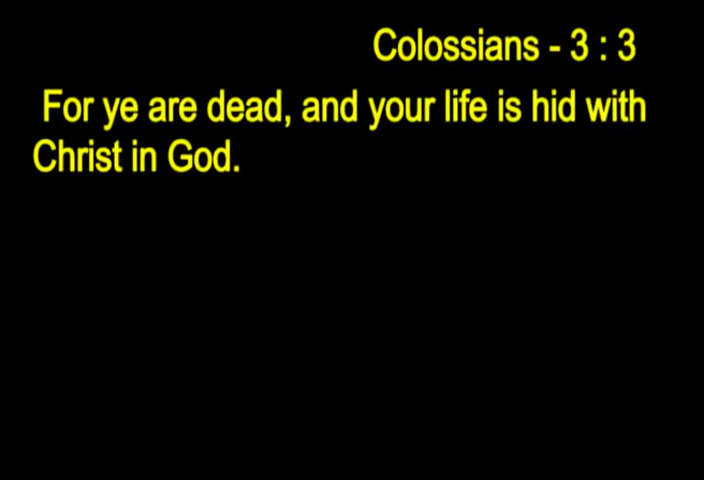 Colossians - 3 : 3
For ye are dead, and your life is hid with
Christ in God.